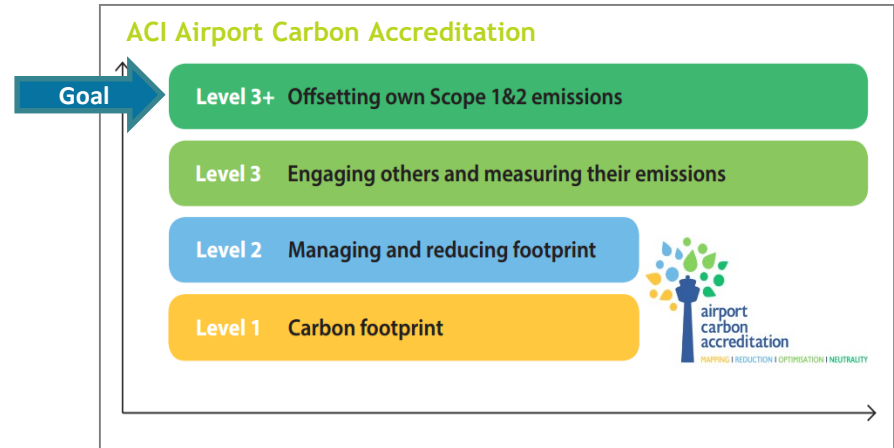 ACI Airport Carbon Accreditation
Goal
Level 3+ Offsetting own Scope 1&2 emissions
Level 3 Engaging others and measuring their emissions
Level 2 Managing and reducing footprint
Level 1 Carbon footprint
airport
carbon
accreditation
MAPPING I REDUCTION I OPTIMISATION I NEUTRALITY